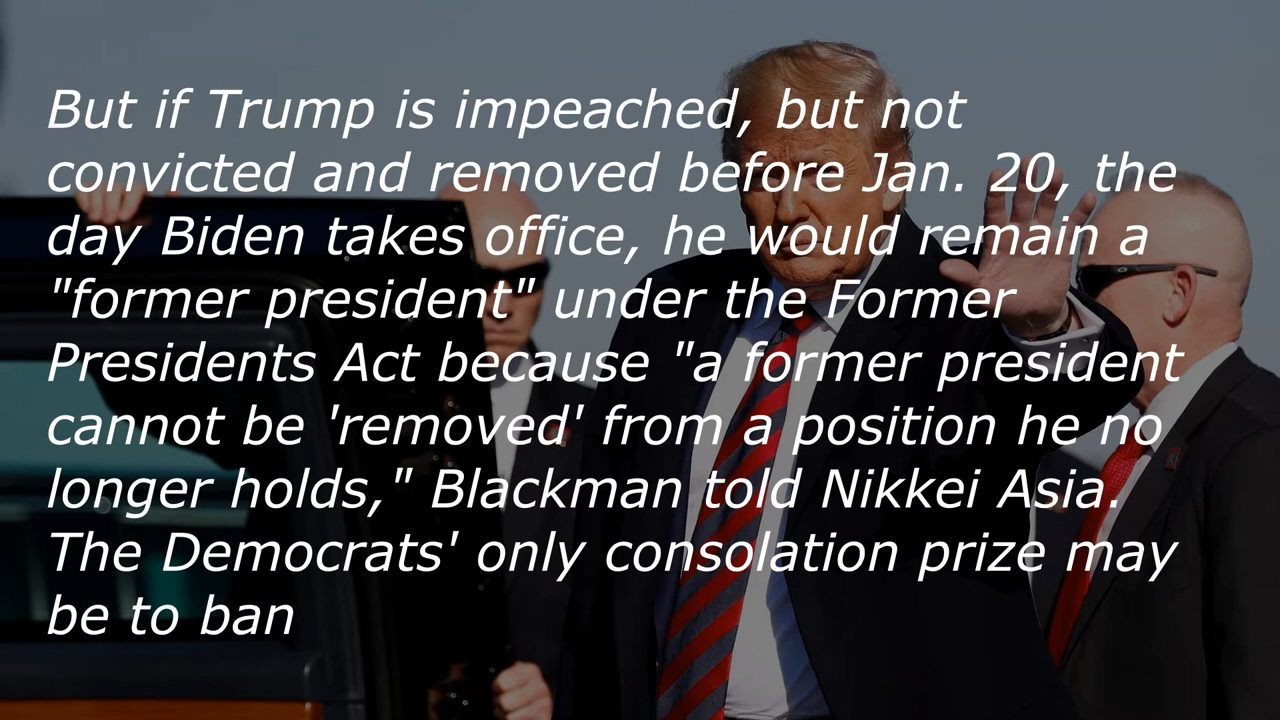 But if Trump is impeached, but not
convicted and removed before Jan. 20, the
day Biden takes office, he would remain a
"former president" under the Former
Presidents Act because "a former president
cannot be 'removed' from a position he no
longer holds," Blackman told Nikkei Asia.
The Democrats' only consolation prize may
be to ban